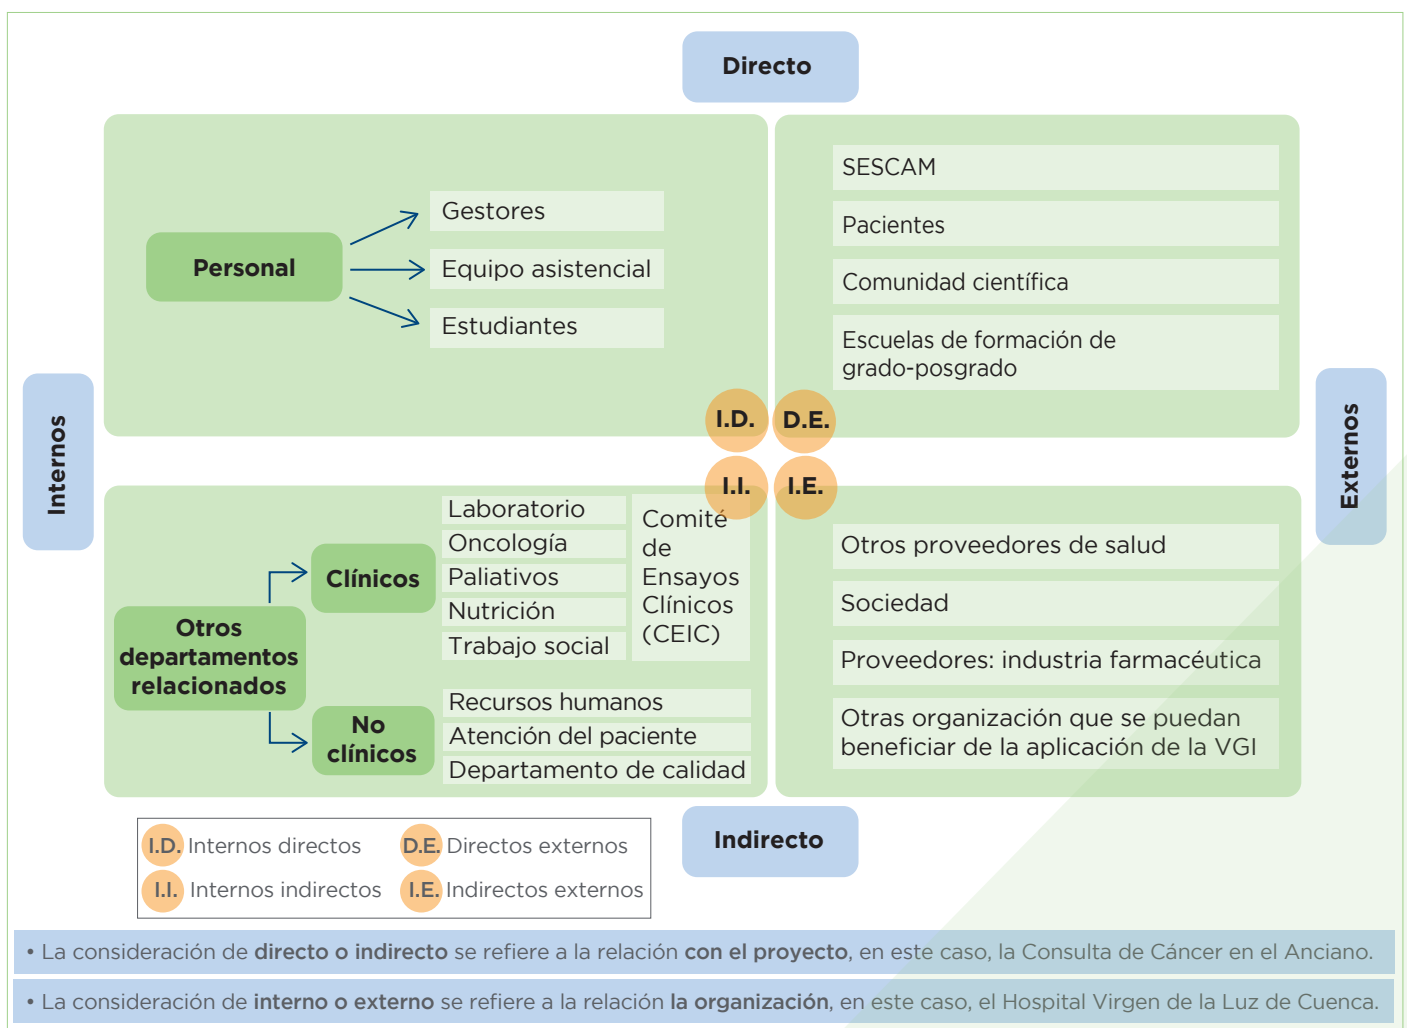 Directo
Personal
Gestores
Equipo asistencial
Estudiantes
SESCAM
Pacientes
Comunidad científica
Escuelas de formación de
grado-posgrado
Internos
Externos
I.D.
D.E.
I.I.
I.E.
Otros
departamentos
relacionados
Clínicos
Laboratorio
Oncología
Paliativos
Nutrición
Trabajo social
Comité
de
Ensayos
Clínicos
(CEIC)
No
clínicos
Recursos humanos
Atención del paciente
Departamento de calidad
Otros proveedores de salud
Sociedad
Proveedores: industria farmacéutica
Otras organización que se puedan
beneficiar de la aplicación de la VGI
Indirecto
I.D. Internos directos
D.E. Directos externos
I.I. Internos indirectos
I.E. Indirectos externos
• La consideración de directo o indirecto se refiere a la relación con el proyecto, en este caso, la Consulta de Cáncer en el Anciano.
• La consideración de interno o externo se refiere a la relación la organización, en este caso, el Hospital Virgen de la Luz de Cuenca.